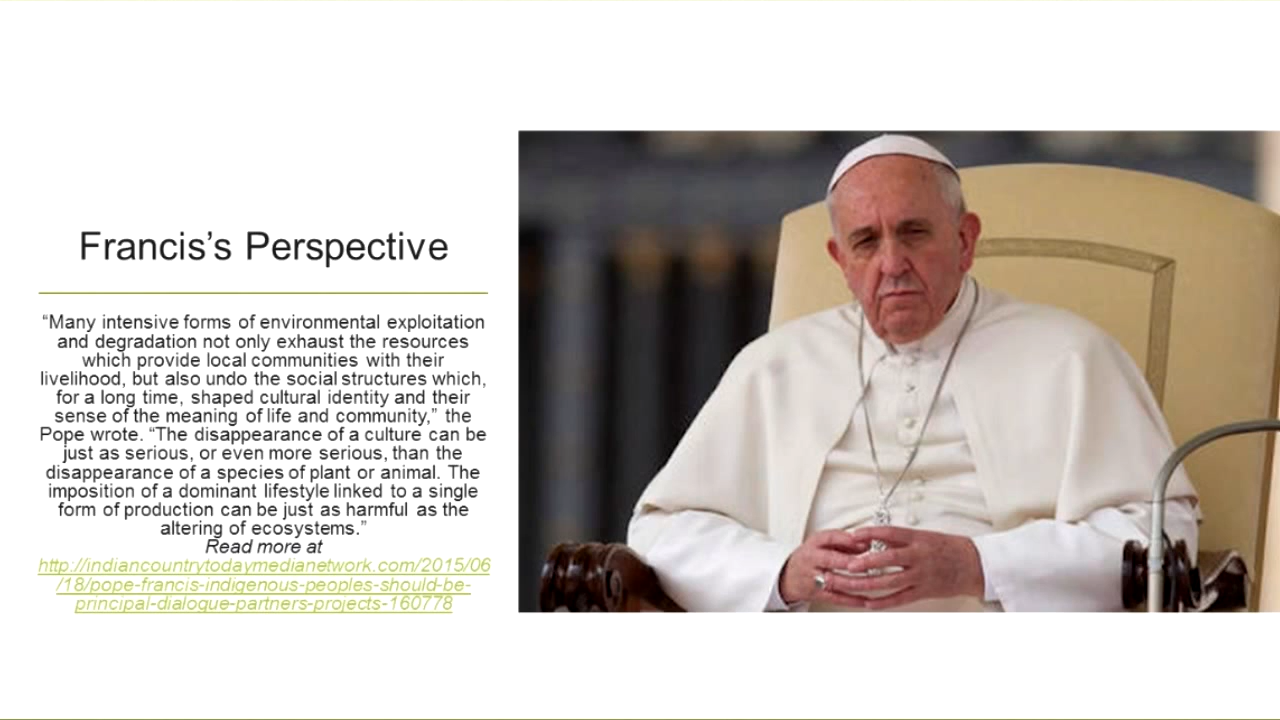 Francis’s Perspective
“Many intensive forms of environmental exploitation
and degradation not only exhaust the resources
which provide local communities with their
livelihood, but also undo the social structures which,
for a long time, shaped cultural identity and their
sense of the meaning of life and community,” the
Pope wrote. “The disappearance of a culture can be
just as serious, or even more serious, than the
disappearance of a species of plant or animal. The
imposition of a dominant lifestyle linked to a single
form of production can be just as harmful as the
altering of ecosystems.”
Read more at
http://indiancountrytodaymedianetwork.com/2015/06
/18/pope-francis-indigenous-peoples-should-be-
principal-dialogue-partners-projects-160778